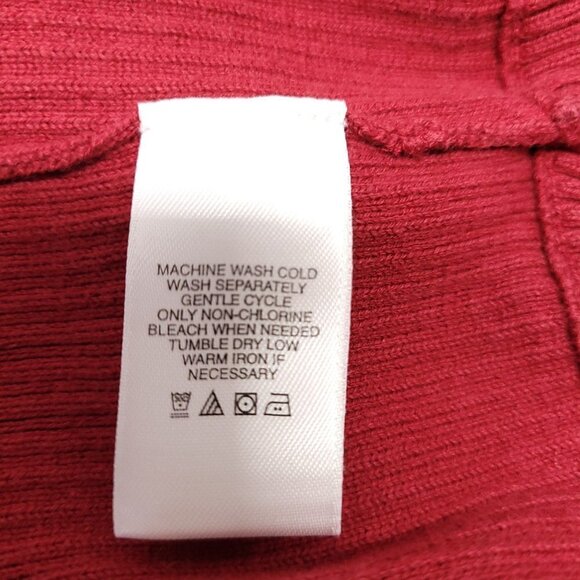 MACHINE WASH COLD
WASH SEPARATELY
GENTLE CYCLE
ONLY NON-CHLORINE
BLEACH WHEN NEEDED
TUMBLE DRY LOW
WARM IRON IF
NECESSARY